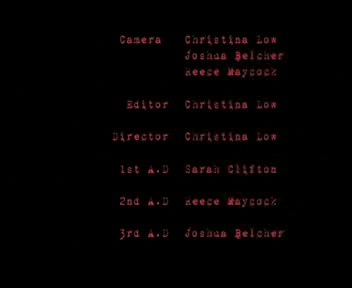 Camera Christina Low
Joshua Belcher
Reece Maycock
Editor Christina Low
Director Christina Low
1st A.D Sarah Clifton
2nd A.D Reece Maycock
3rd A.D Joshua Belcher